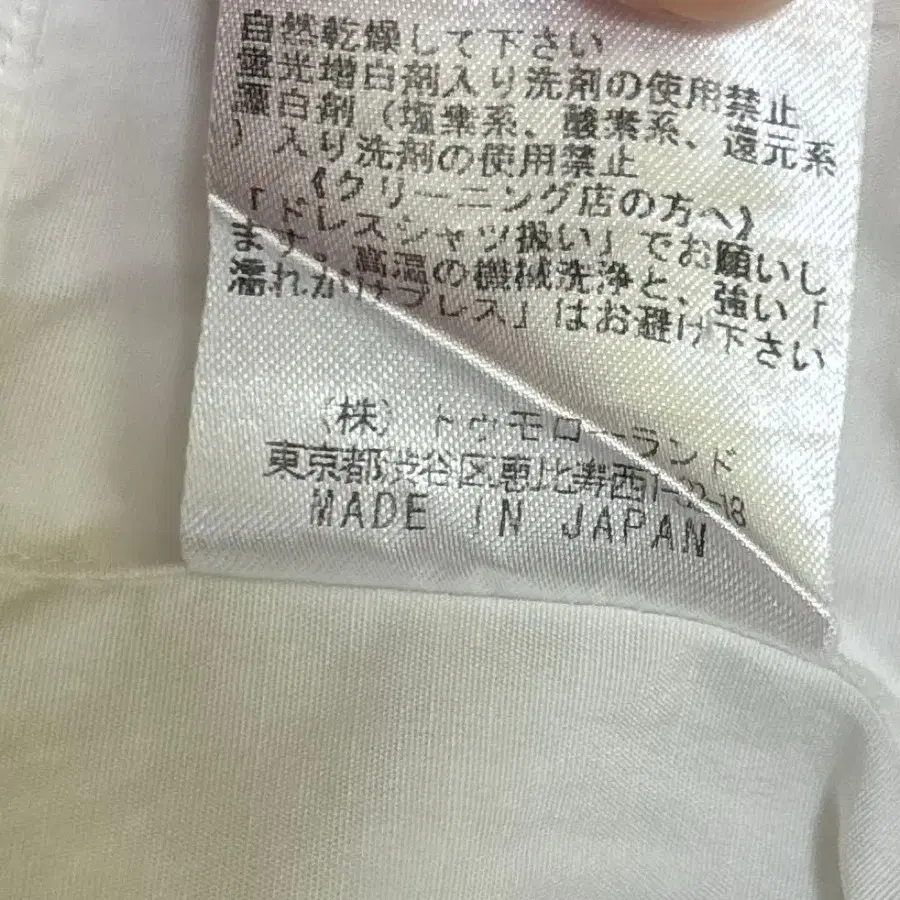 自然乾燥して下さい
蛍光増白剤入り洗剤の使用禁止
漂白剤（塩素系、酸素系、還元系
）入り洗剤の使用禁止
《クリーニング店の方へ》
「ドレスシャツ扱い」でお願いし
ます。高温の機械洗浄と、強い「
濡れがけプレス」はお避け下さい
（株）トゥモローランド
東京都渋谷区恵比寿西1-32-18
MADE IN JAPAN